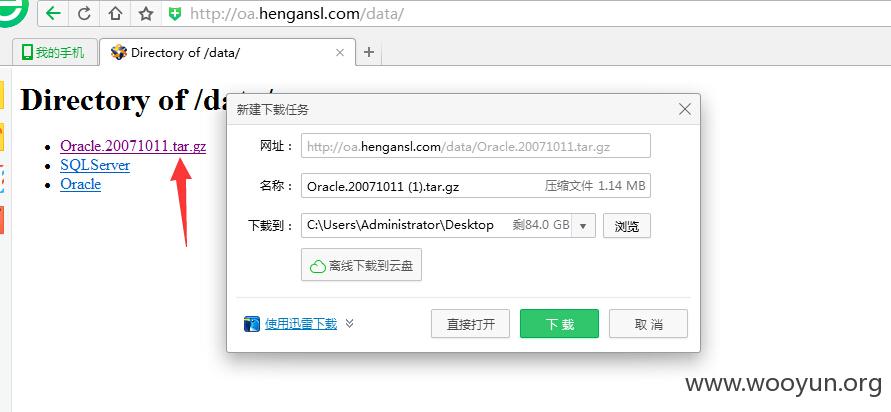 http://oa.hengansl.com/data/
我的手机
Directory of /data/
Directory of /data/
Oracle.20071011.tar.gz
SQLServer
Oracle
新建下载任务
网址：
http://oa.hengansl.com/data/Oracle.20071011.tar.gz
名称：
Oracle.20071011 (1).tar.gz
压缩文件 1.14 MB
下载到：
C:\Users\Administrator\Desktop
剩84.0 GB
浏览
离线下载到云盘
使用迅雷下载
直接打开
下载
取消
www.wooyun.org